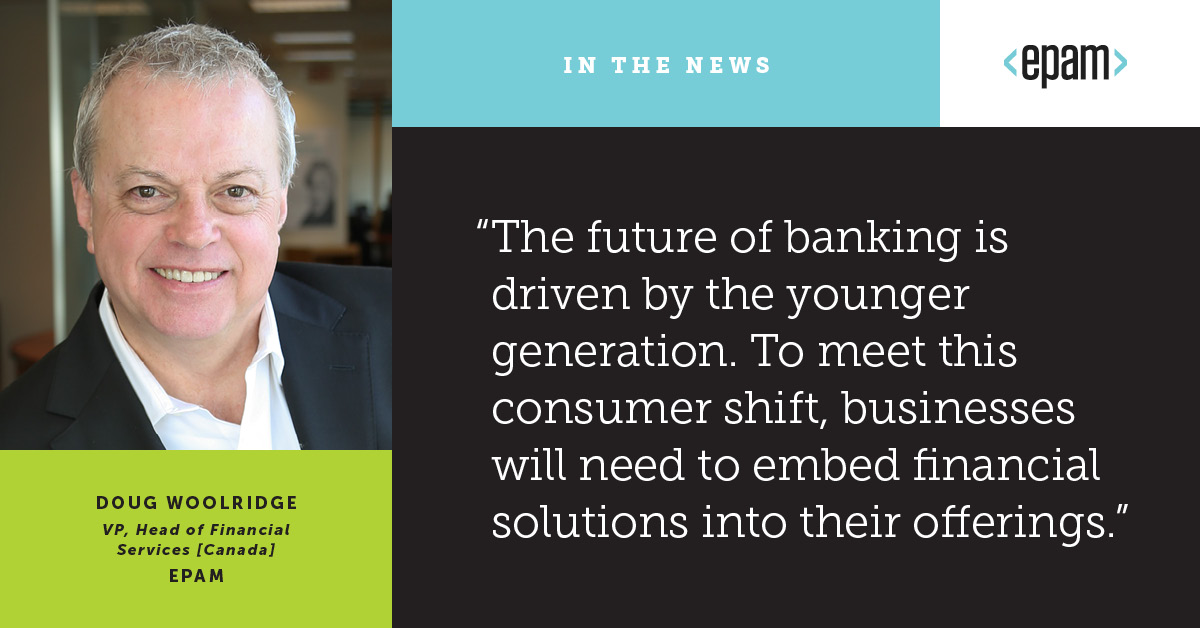 IN THE NEWS
<epam>
“The future of banking is
driven by the younger
generation. To meet this
consumer shift, businesses
will need to embed financial
solutions into their offerings.”
DOUG WOOLRIDGE
VP, Head of Financial
Services [Canada]
EPAM